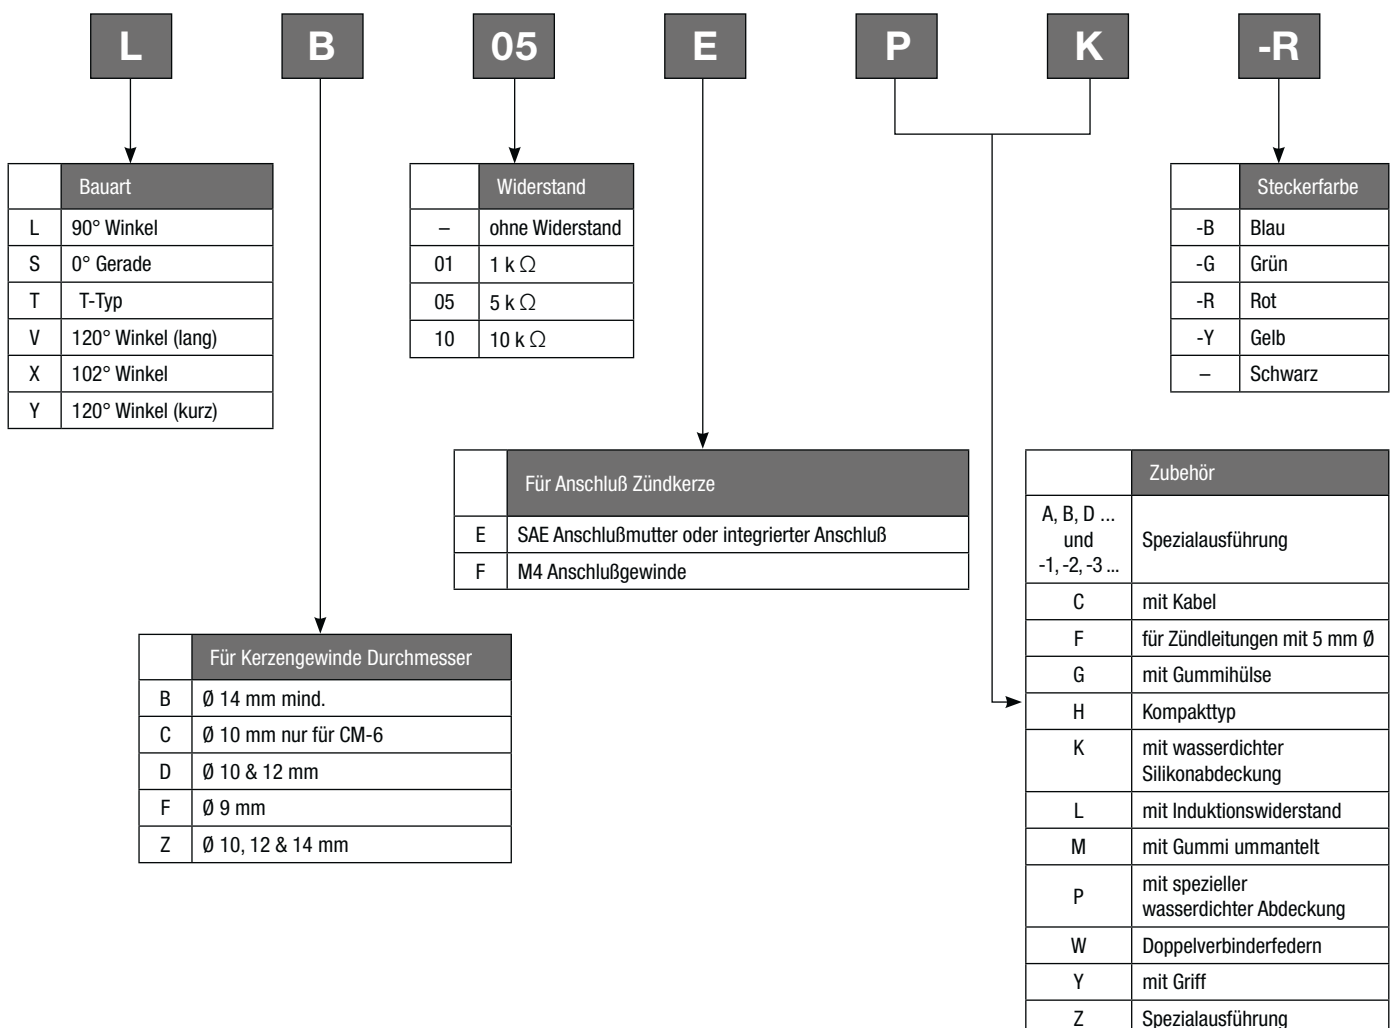 L B 05 E P K -R
Bauart
L 90° Winkel
S 0° Gerade
T T-Typ
V 120° Winkel (lang)
X 102° Winkel
Y 120° Winkel (kurz)
Widerstand
– ohne Widerstand
01 1 k Ω
05 5 k Ω
10 10 k Ω
Steckerfarbe
-B Blau
-G Grün
-R Rot
-Y Gelb
– Schwarz
Für Anschluß Zündkerze
E SAE Anschlußmutter oder integrierter Anschluß
F M4 Anschlußgewinde
Für Kerzengewinde Durchmesser
B Ø 14 mm mind.
C Ø 10 mm nur für CM-6
D Ø 10 & 12 mm
F Ø 9 mm
Z Ø 10, 12 & 14 mm
Zubehör
A, B, D ...
und
-1, -2, -3 ...
Spezialausführung
C mit Kabel
F für Zündleitungen mit 5 mm Ø
G mit Gummihülse
H Kompakttyp
K mit wasserdichter
Silikonabdeckung
L mit Induktionswiderstand
M mit Gummi ummantelt
P mit spezieller
wasserdichter Abdeckung
W Doppelverbinderfedern
Y mit Griff
Z Spezialausführung